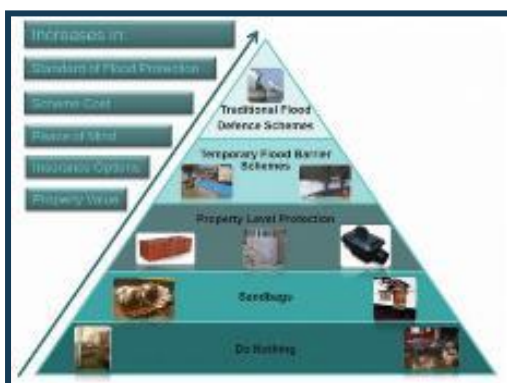 Increases in:
Standard of Flood Protection
Scheme Cost
Peace of Mind
Insurance Options
Property Value
Traditional Flood
Defence Schemes
Temporary Flood Barrier
Schemes
Property Level Protection
Sandbags
Do Nothing